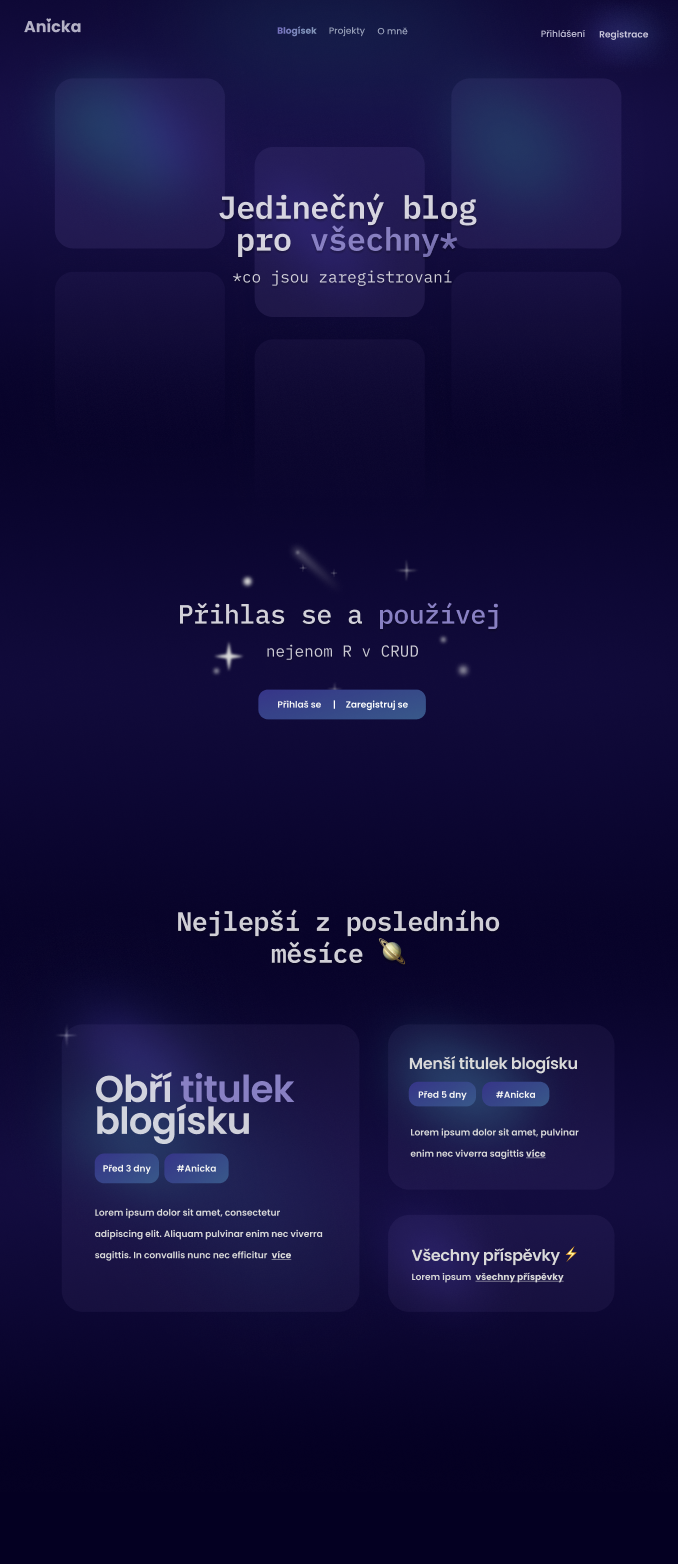 Anička
Blogísek Projekty O mně
Přihlášení Registrace
Jedinečný blog
pro všechny*
*co jsou zaregistrovaní
Přihlas se a používej
nejenom R v CRUD
Přihlaš se | Zaregistruj se
Nejlepší z posledního
měsíce 🪐
Obří titulek
blogísku
Před 3 dny #Anicka
Lorem ipsum dolor sit amet, consectetur
adipiscing elit. Aliquam pulvinar enim nec viverra
sagittis. In convallis nunc nec efficitur více
Menší titulek blogísku
Před 5 dny #Anicka
Lorem ipsum dolor sit amet, pulvinar
enim nec viverra sagittis více
Všechny příspěvky ⚡
Lorem ipsum všechny příspěvky